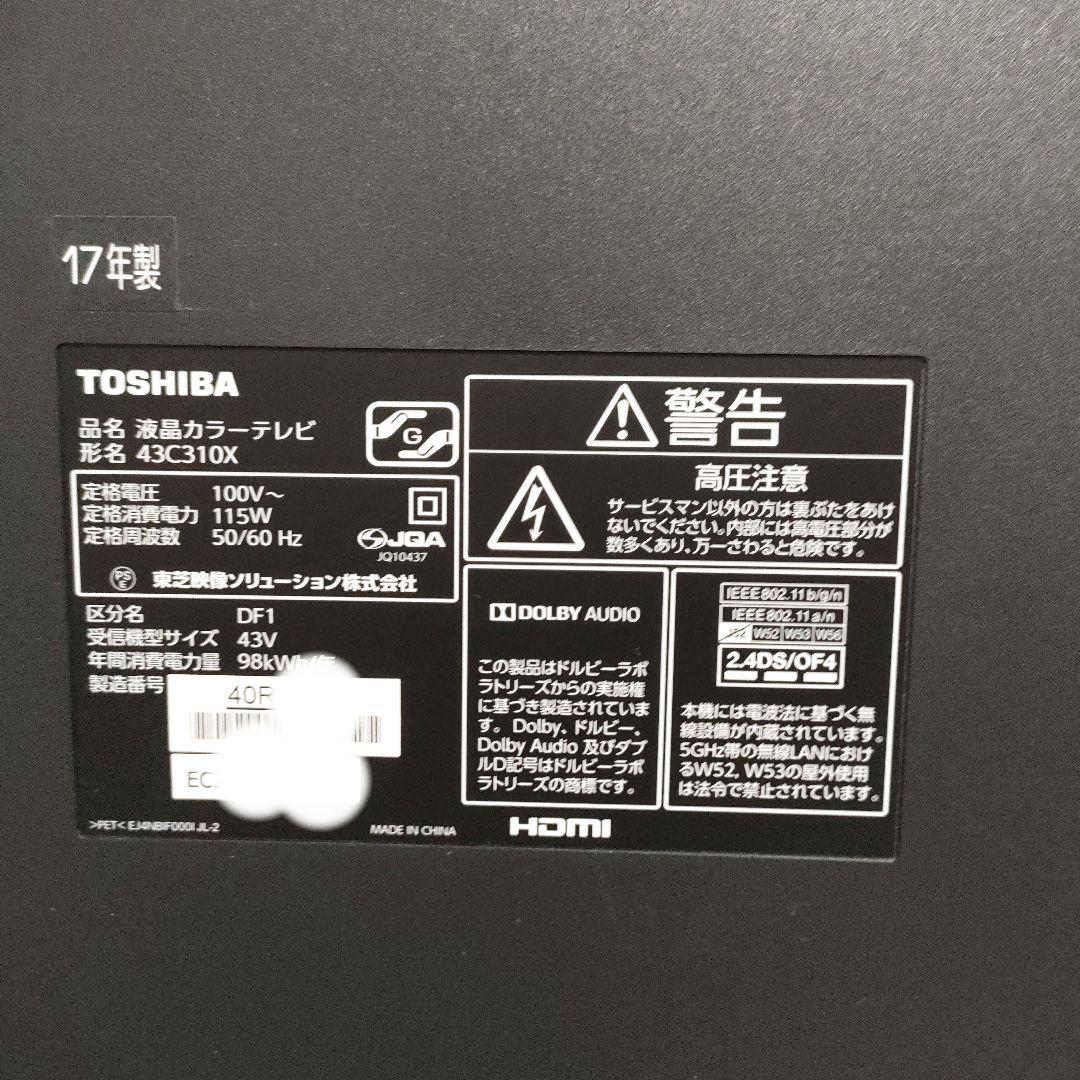 17年製
TOSHIBA
品名 液晶カラーテレビ
形名 43C310X
G
定格電圧 100V～
定格消費電力 115W
定格周波数 50/60 Hz
JQA
JQ10437
PS E 東芝映像ソリューション株式会社
区分名 DF1
受信機型サイズ 43V
年間消費電力量 98kWh/年
製造番号
40R
EC2
>PET< EJ4NBIF000I JL-2
MADE IN CHINA
警告
高圧注意
サービスマン以外の方は裏ぶたをあけ
ないでください。内部には高電圧部分が
数多くあり、万一さわると危険です。
DOLBY AUDIO
この製品はドルビーラボ
ラトリーズからの実施権
に基づき製造されていま
す。Dolby、ドルビー、
Dolby Audio 及びダブ
ルD記号はドルビーラボ
ラトリーズの商標です。
HDMI
IEEE802.11b/g/n
IEEE802.11a/n
J52 W52 W53 W56
2.4DS/OF4
本機には電波法に基づく無
線設備が内蔵されています。
5GHz帯の無線LANにおけ
るW52, W53の屋外使用
は法令で禁止されています。